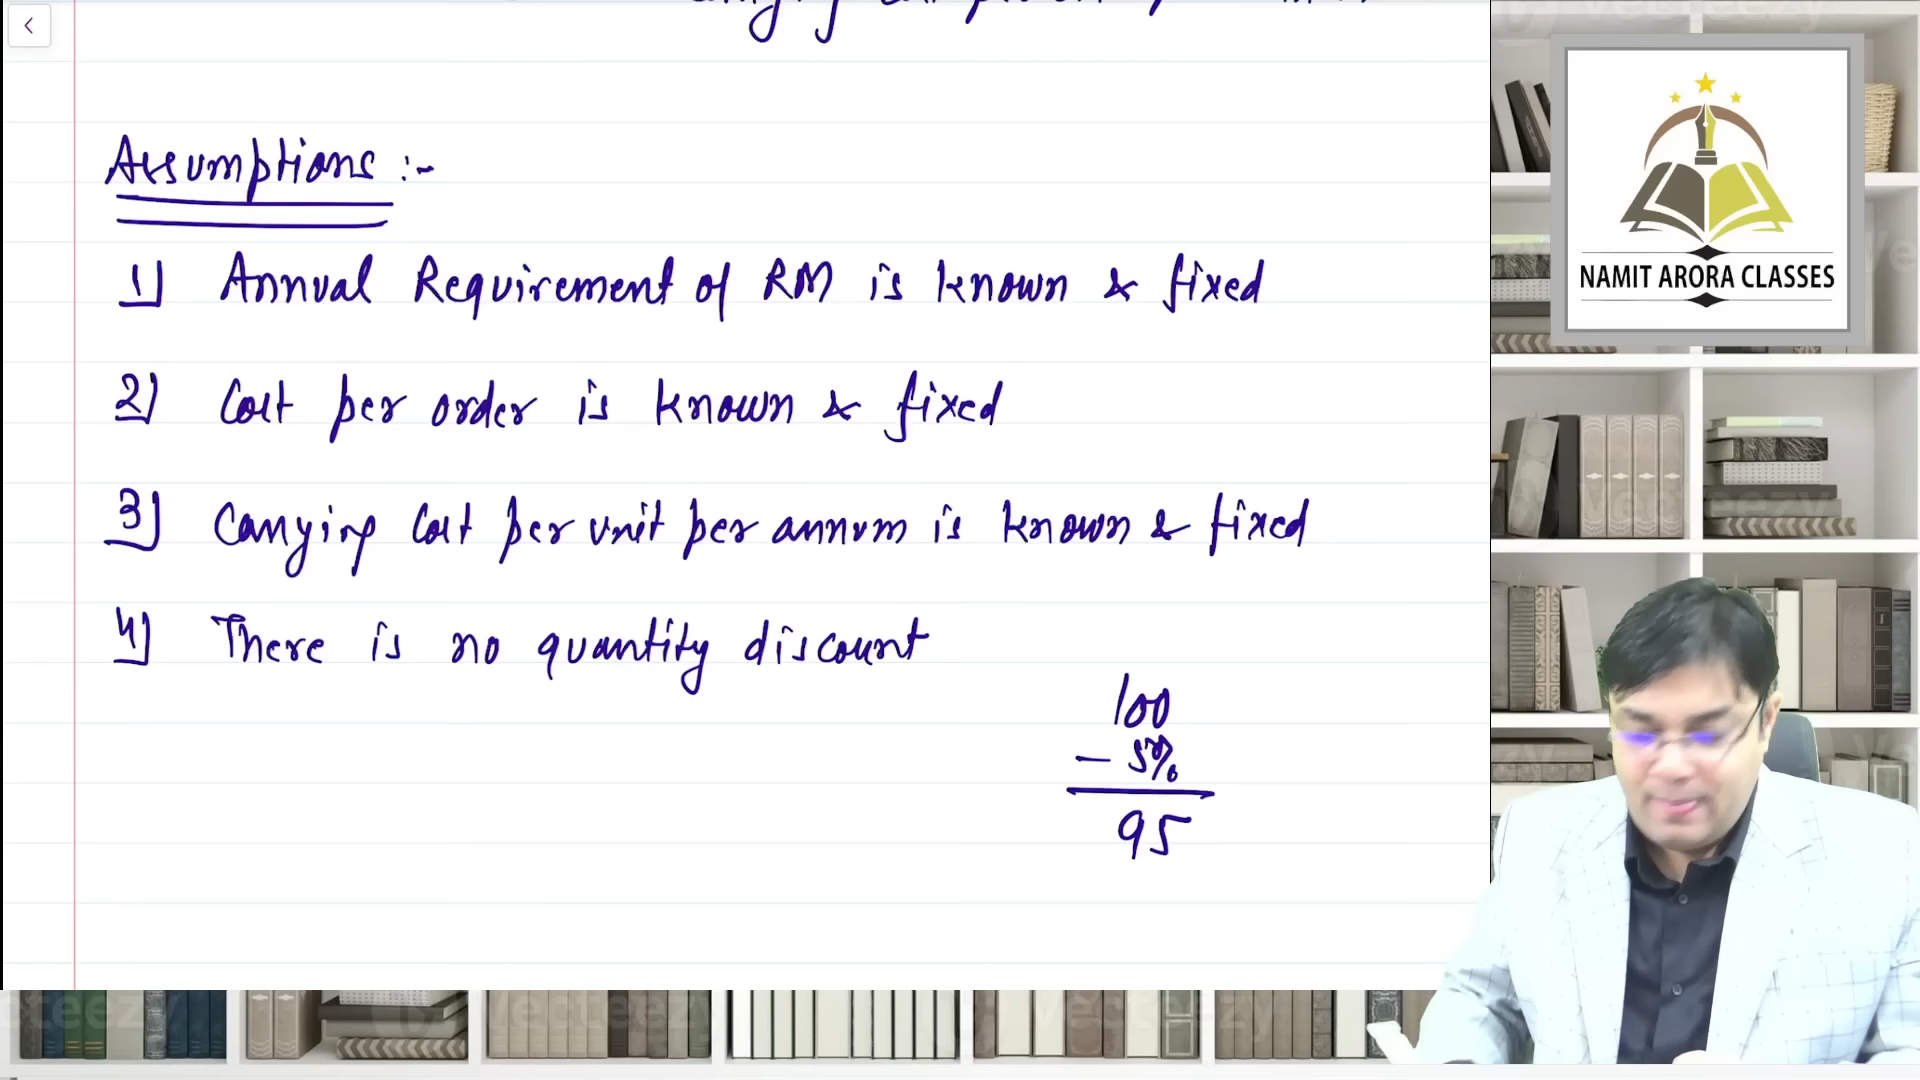 Assumptions :-
1) Annual Requirement of RM is known & fixed
2) Cost per order is known & fixed
3) Carrying Cost per unit per annum is known & fixed
4) There is no quantity discount
100
- 5%
95
NAMIT ARORA CLASSES